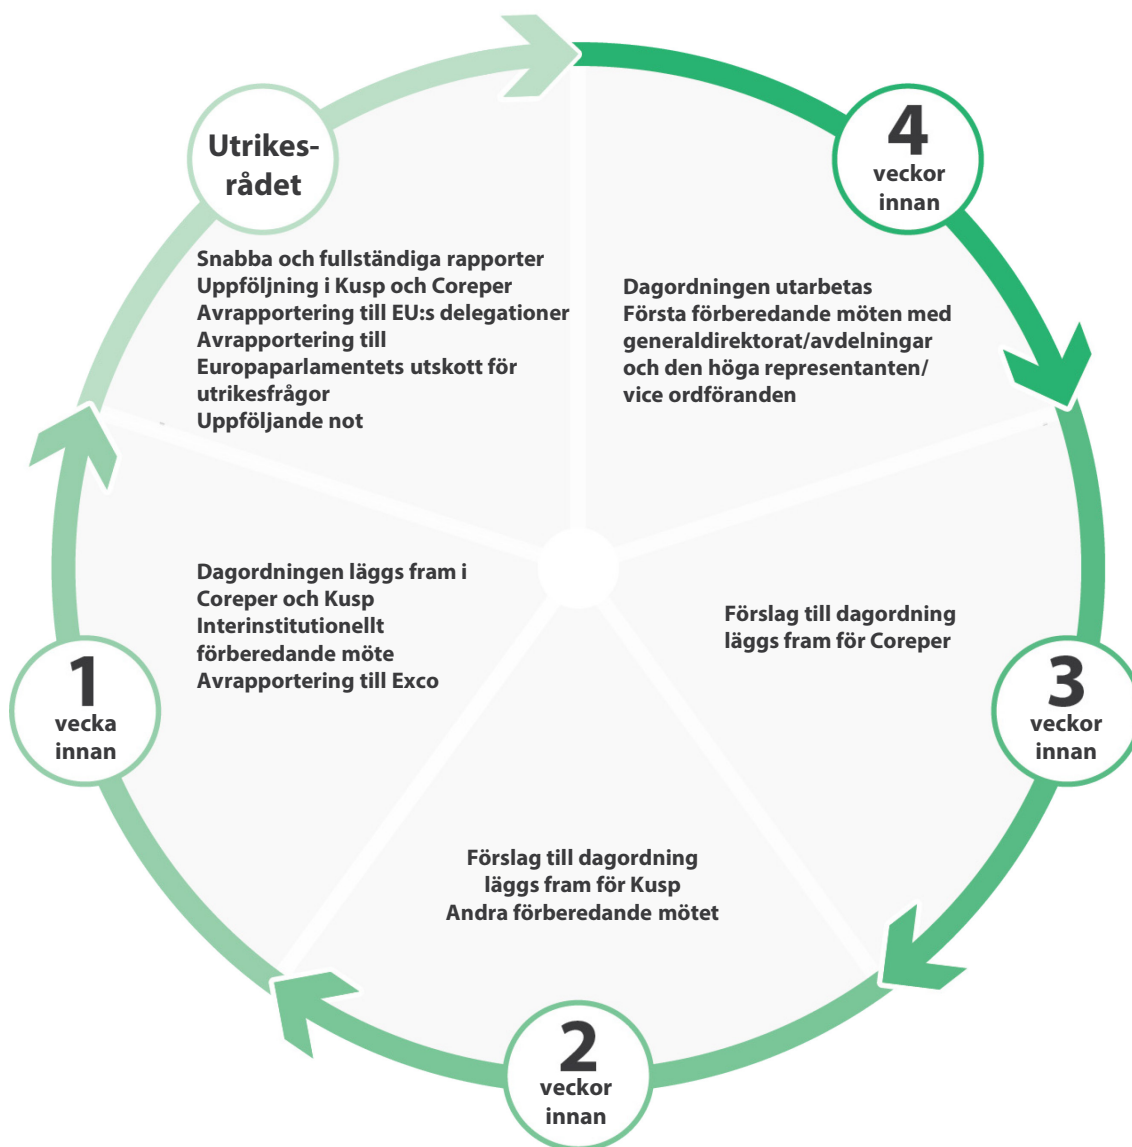 4
veckor
innan
Dagordningen utarbetas
Första förberedande möten med
generaldirektorat/avdelningar
och den höga representanten/
vice ordföranden
3
veckor
innan
Förslag till dagordning
läggs fram för Coreper
2
veckor
innan
Förslag till dagordning
läggs fram för Kusp
Andra förberedande mötet
1
vecka
innan
Dagordningen läggs fram i
Coreper och Kusp
Interinstitutionellt
förberedande möte
Avrapportering till Exco
Utrikes-
rådet
Snabba och fullständiga rapporter
Uppföljning i Kusp och Coreper
Avrapportering till EU:s delegationer
Avrapportering till
Europaparlamentets utskott för
utrikesfrågor
Uppföljande not